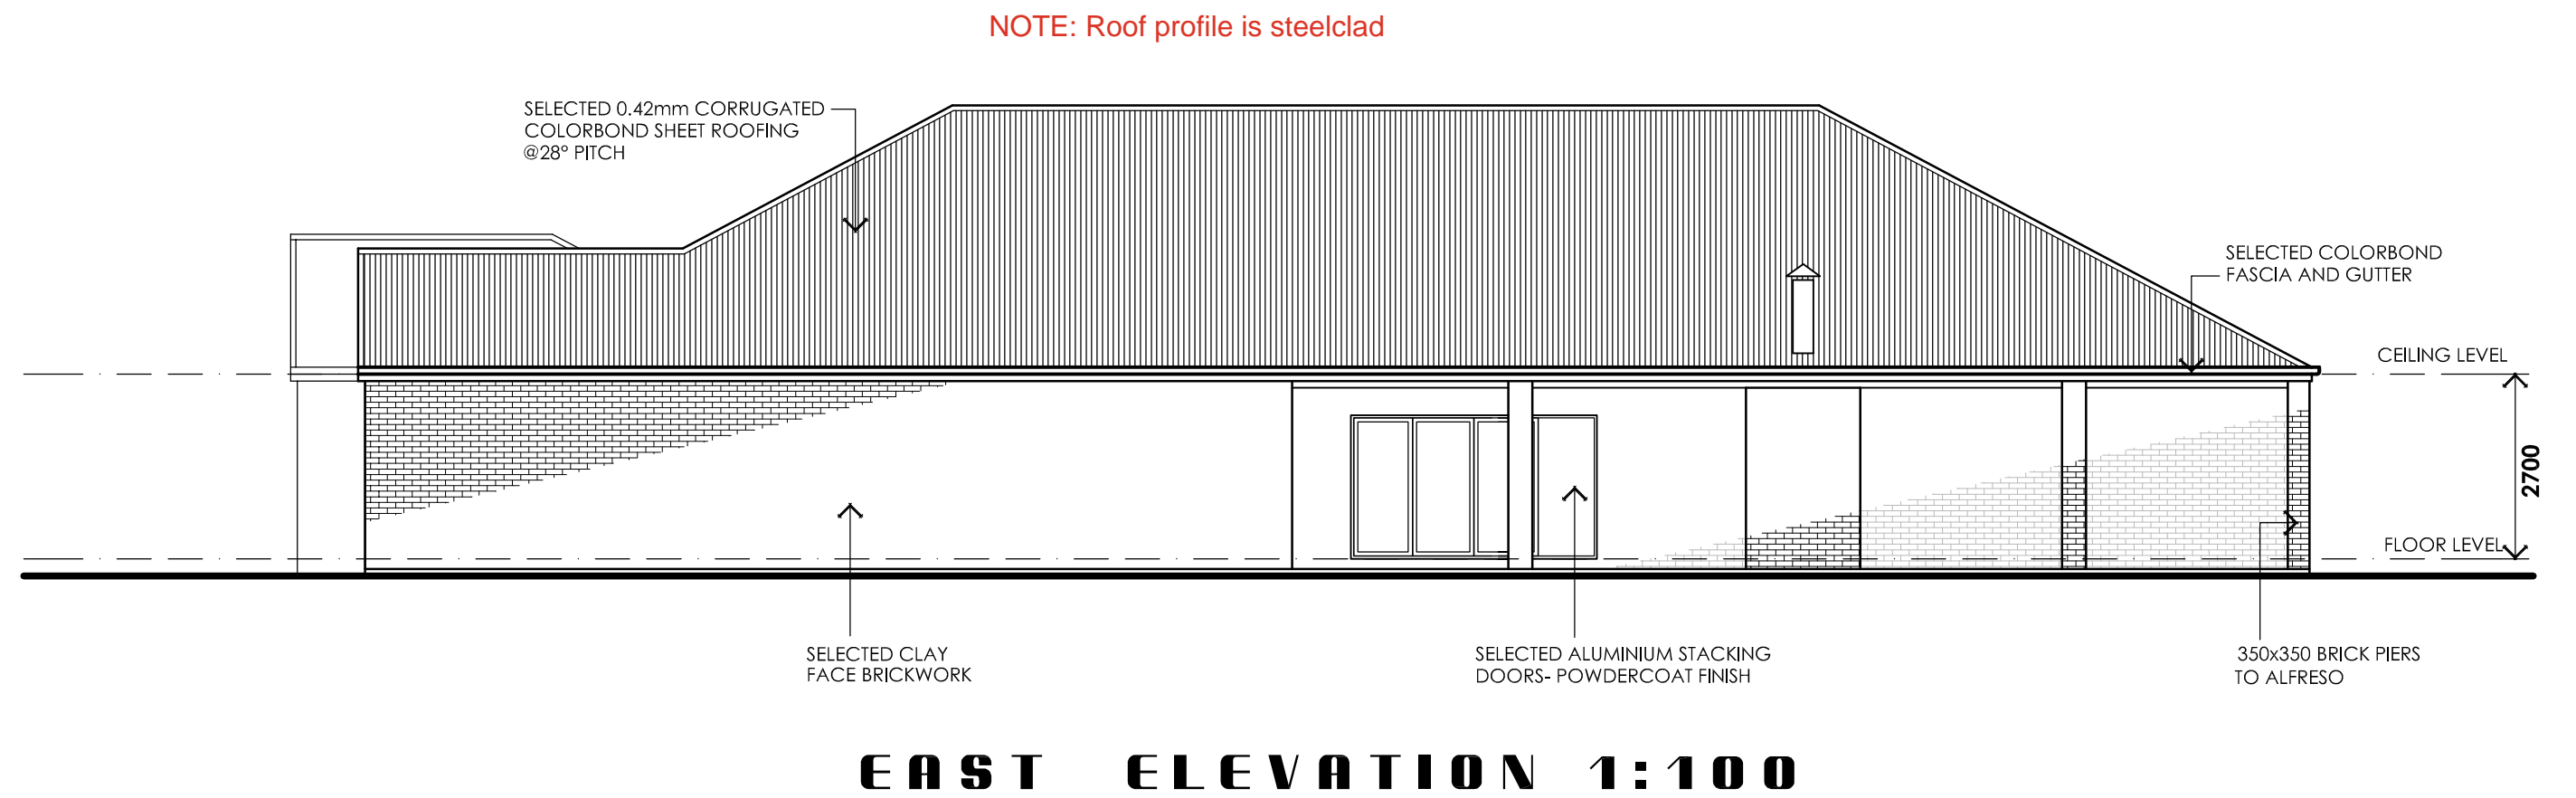 NOTE: Roof profile is steelclad
SELECTED 0.42mm CORRUGATED
COLORBOND SHEET ROOFING
@28° PITCH
SELECTED COLORBOND
FASCIA AND GUTTER
CEILING LEVEL
2700
FLOOR LEVEL
SELECTED CLAY
FACE BRICKWORK
SELECTED ALUMINIUM STACKING
DOORS- POWDERCOAT FINISH
350x350 BRICK PIERS
TO ALFRESO
EAST ELEVATION 1:100